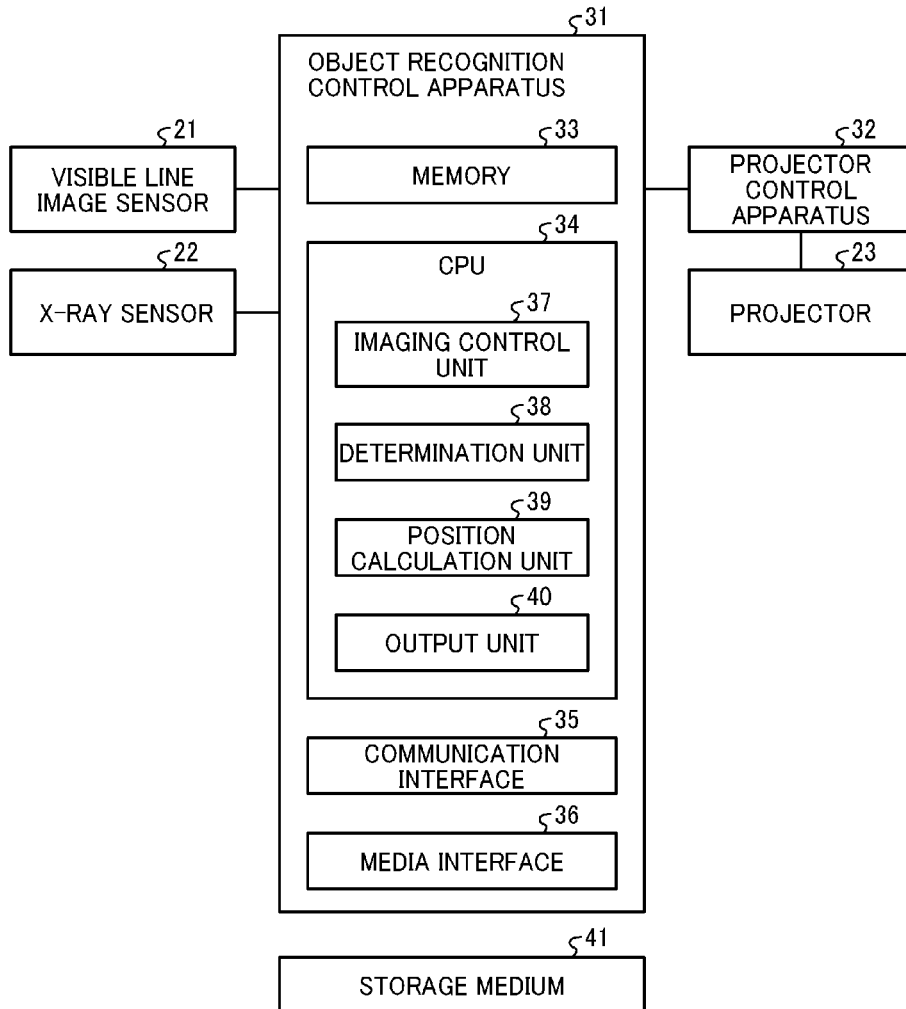 31
OBJECT RECOGNITION
CONTROL APPARATUS
21
VISIBLE LINE
IMAGE SENSOR
22
X-RAY SENSOR
33
MEMORY
34
CPU
37
IMAGING CONTROL
UNIT
38
DETERMINATION UNIT
39
POSITION
CALCULATION UNIT
40
OUTPUT UNIT
35
COMMUNICATION
INTERFACE
36
MEDIA INTERFACE
32
PROJECTOR
CONTROL
APPARATUS
23
PROJECTOR
41
STORAGE MEDIUM